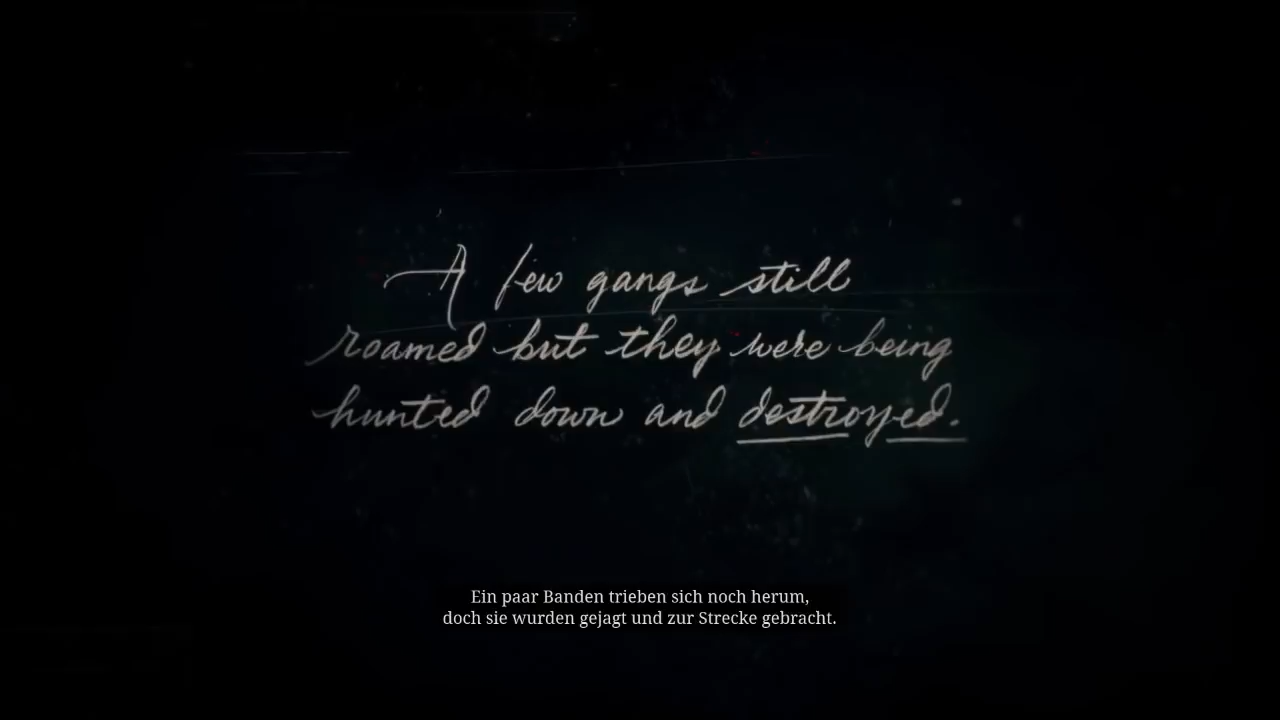 A few gangs still
roamed but they were being
hunted down and destroyed.
Ein paar Banden trieben sich noch herum,
doch sie wurden gejagt und zur Strecke gebracht.